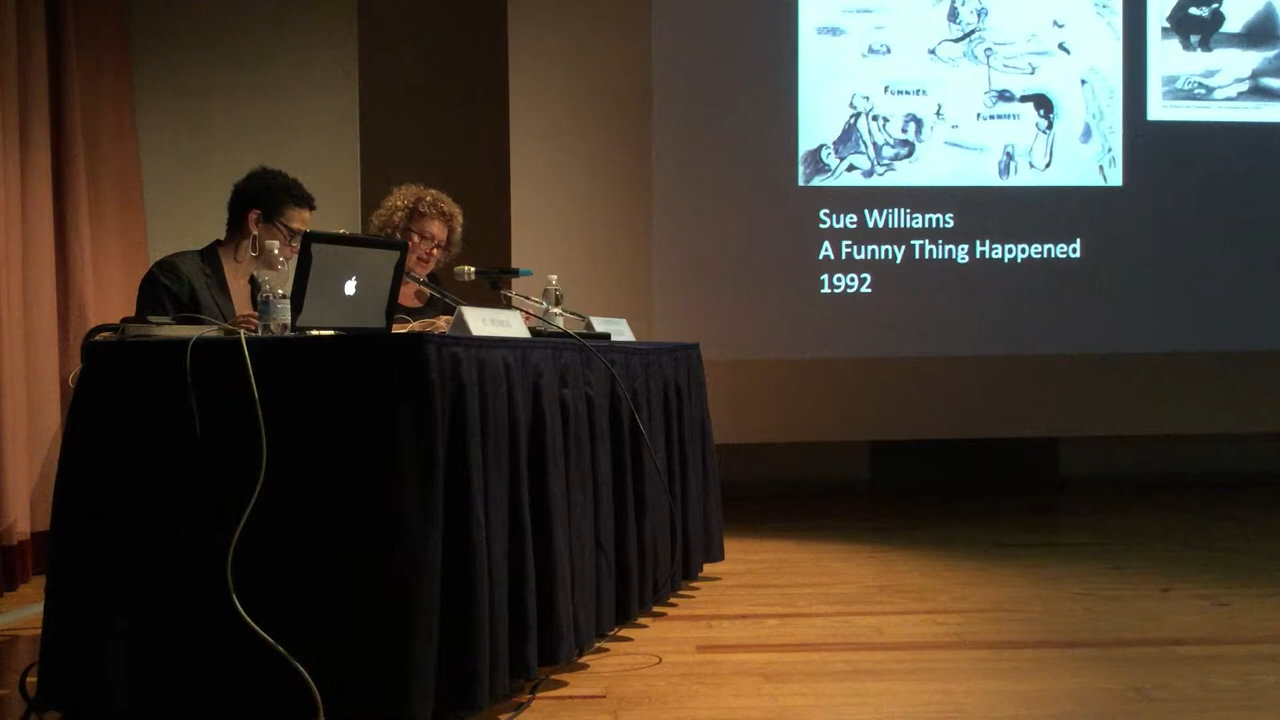 FUNNIER
FUNNIEST
Sue Williams
A Funny Thing Happened
1992